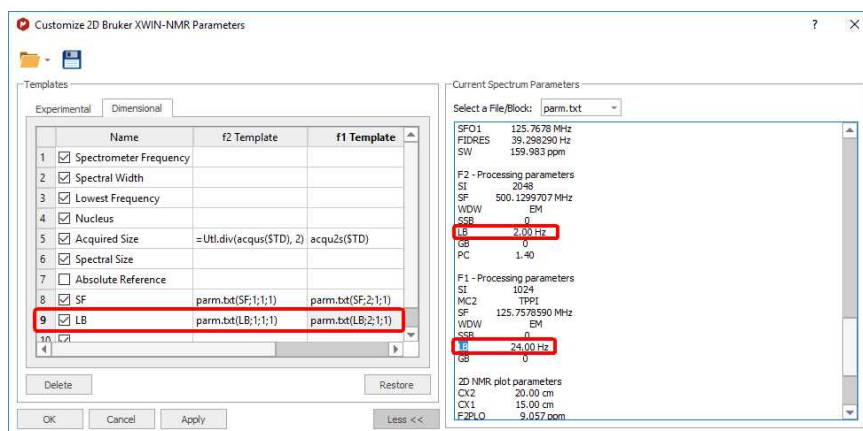 Customize 2D Bruker XWIN-NMR Parameters ? X
Templates
Experimental Dimensional
Name f2 Template f1 Template
1 Spectrometer Frequency
2 Spectral Width
3 Lowest Frequency
4 Nucleus
5 Acquired Size =Utl.div(acqus($TD), 2) acqu2s($TD)
6 Spectral Size
7 Absolute Reference
8 SF parm.txt(SF;1;1;1) parm.txt(SF;2;1;1)
9 LB parm.txt(LB;1;1;1) parm.txt(LB;2;1;1)
10
Delete Restore
OK Cancel Apply Less <<
Current Spectrum Parameters
Select a File/Block: parm.txt
SFO1 125.7678 MHz
FIDRES 39.298290 Hz
SW 159.983 ppm
F2 - Processing parameters
SI 2048
SF 500.1299707 MHz
WDW EM
SSB 0
LB 2.00 Hz
GB 0
PC 1.40
F1 - Processing parameters
SI 1024
MC2 TPPI
SF 125.7578590 MHz
WDW EM
SSB 0
LB 24.00 Hz
GB 0
2D NMR plot parameters
CX2 20.00 cm
CX1 15.00 cm
F2PLO 9.057 ppm